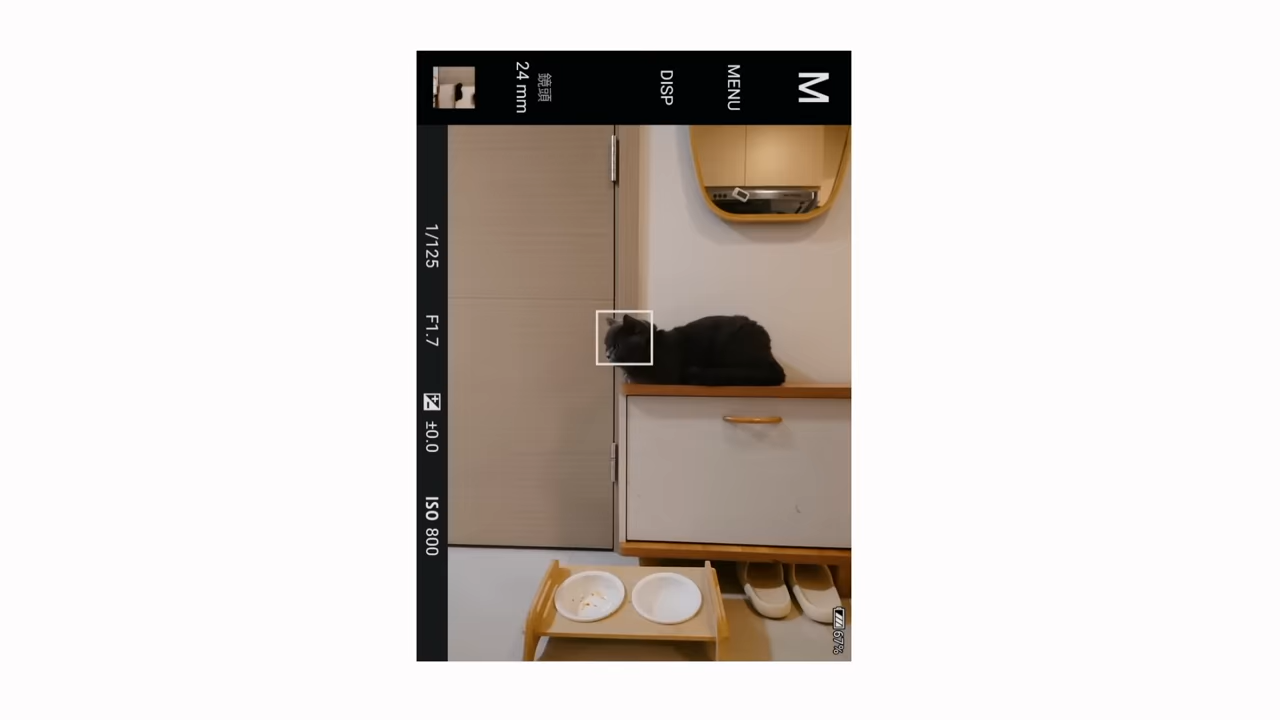 M
MENU
DISP
鏡頭
24 mm
1/125
F1.7
±0.0
ISO 800
67%